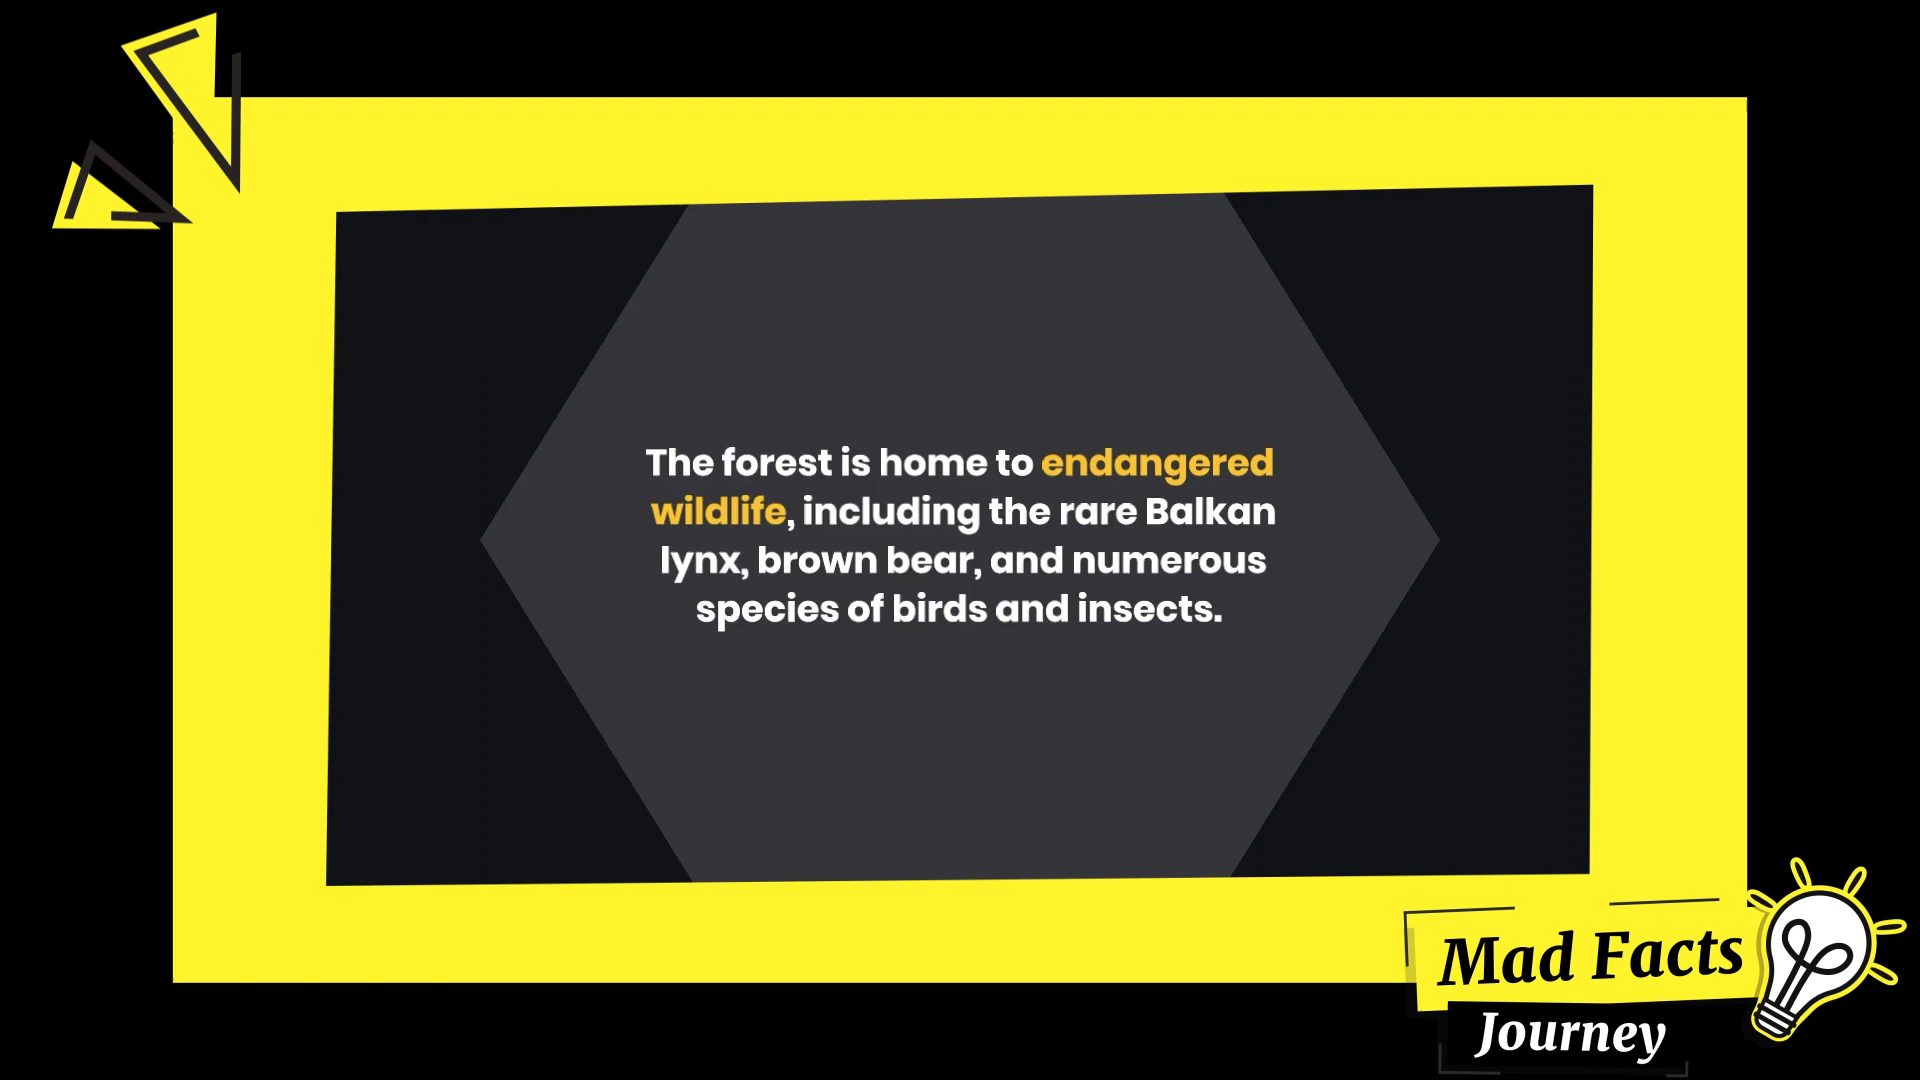 The forest is home to endangered
wildlife, including the rare Balkan
lynx, brown bear, and numerous
species of birds and insects.
Mad Facts
Journey